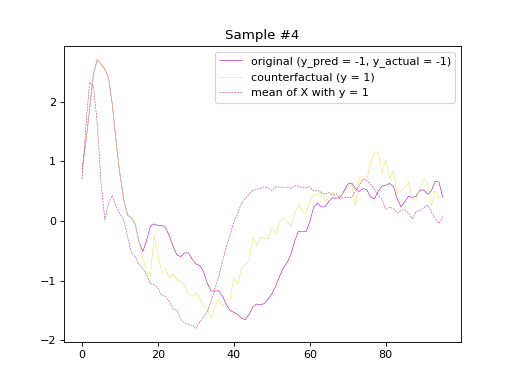 Sample #4
original (y_pred = -1, y_actual = -1)
counterfactual (y = 1)
mean of X with y = 1
2
1
0
−1
−2
0
20
40
60
80